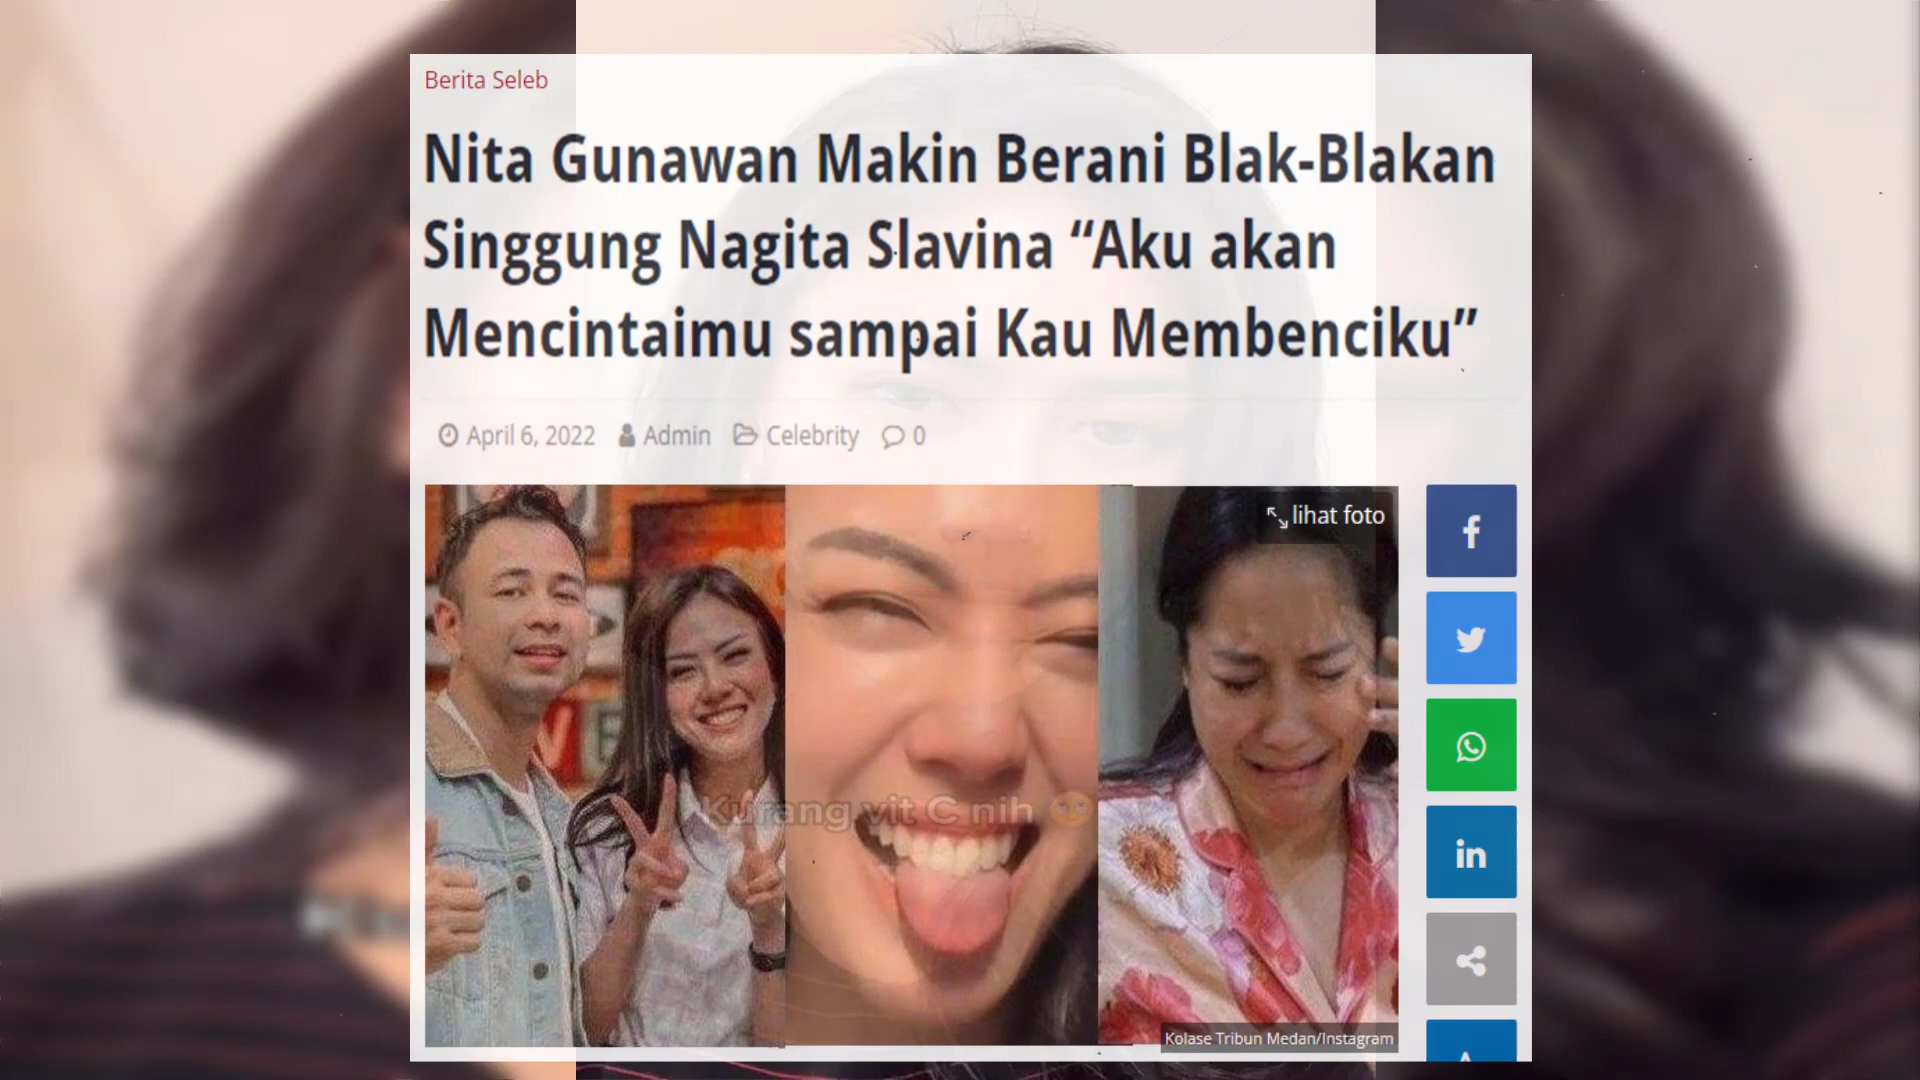 Berita Seleb
Nita Gunawan Makin Berani Blak-Blakan
Singgung Nagita Slavina “Aku akan
Mencintaimu sampai Kau Membenciku”
April 6, 2022 Admin Celebrity 0
lihat foto
Kurang vit C nih
Kolase Tribun Medan/Instagram